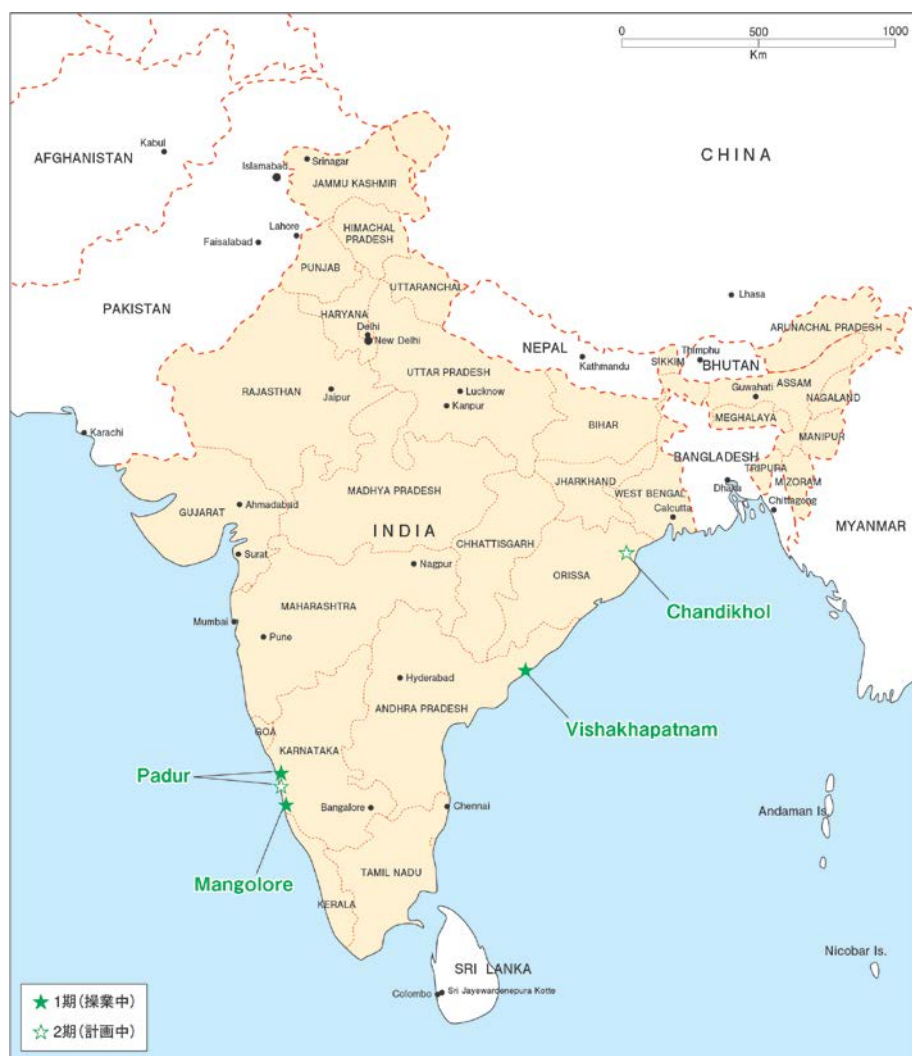 0
500
1000
Km
CHINA
Kabul
AFGHANISTAN
Islamabad
Srinagar
JAMMU KASHMIR
Lahore
Faisalabad
HIMACHAL
PRADESH
PUNJAB
UTTARANCHAL
PAKISTAN
Lhasa
HARYANA
Delhi
New Delhi
ARUNACHAL PRADESH
NEPAL
Kathmandu
SIKKIM
Thimphu
BHUTAN
UTTAR PRADESH
Guwahati
ASSAM
NAGALAND
RAJASTHAN
Jaipur
Lucknow
Kanpur
MEGHALAYA
BIHAR
MANIPUR
Karachi
BANGLADESH
TRIPURA
MIZORAM
Dhaka
JHARKHAND
WEST BENGAL
Chittagong
MADHYA PRADESH
Calcutta
GUJARAT
Ahmadabad
MYANMAR
INDIA
CHHATTISGARH
Surat
Nagpur
ORISSA
Chandikhol
MAHARASHTRA
Mumbai
Pune
Hyderabad
ANDHRA PRADESH
Vishakhapatnam
GOA
KARNATAKA
Padur
Bangalore
Chennai
Andaman Is.
TAMIL NADU
Mangolore
KERALA
Nicobar Is.
SRI LANKA
Colombo
Sri Jayewardenepura Kotte
★ 1期(操業中)
☆ 2期(計画中)